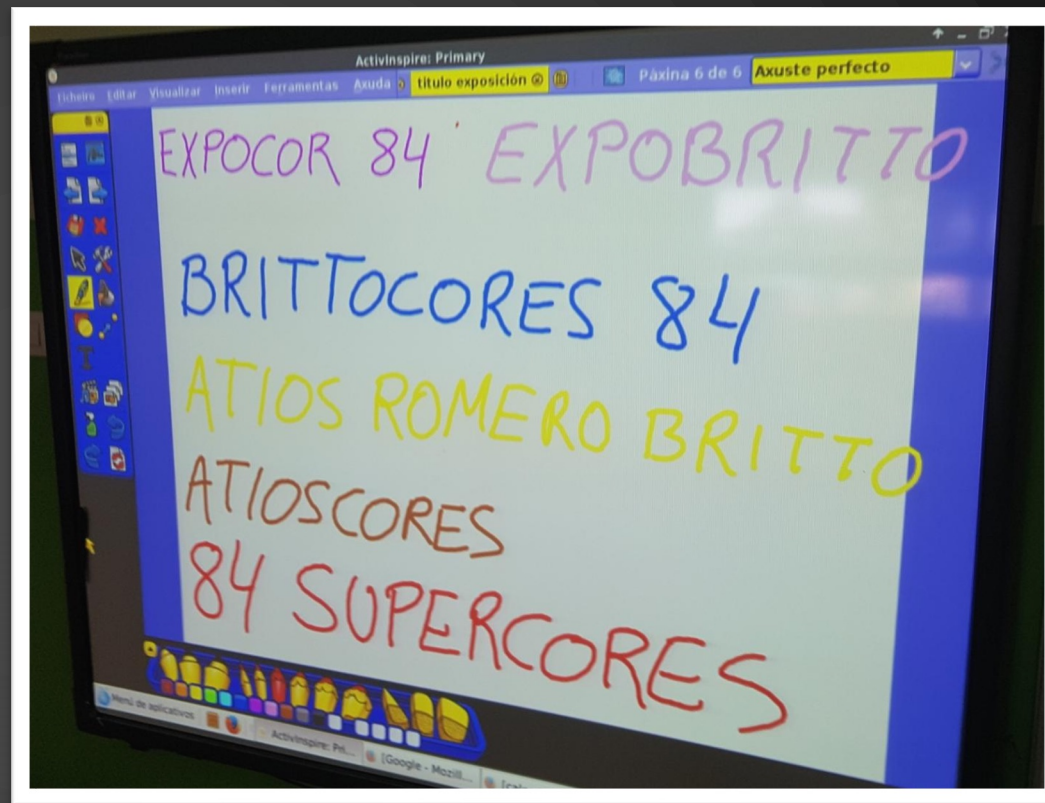 ActivInspire: Primary
Ficheiro Editar Visualizar Inserir Ferramentas Axuda título exposición Páxina 6 de 6 Axuste perfecto
EXPOCOR 84 EXPOBRITTO
BRITTOCORES 84
ATIOS ROMERO BRITTO
ATIOSCORES
84 SUPERCORES
Menú de aplicativos ActivInspire: Pri... [Google - Mozill...